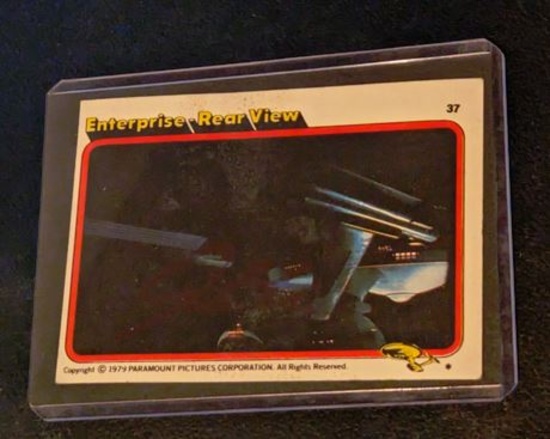 Enterprise • Rear View
37
Copyright © 1979 PARAMOUNT PICTURES CORPORATION. All Rights Reserved.